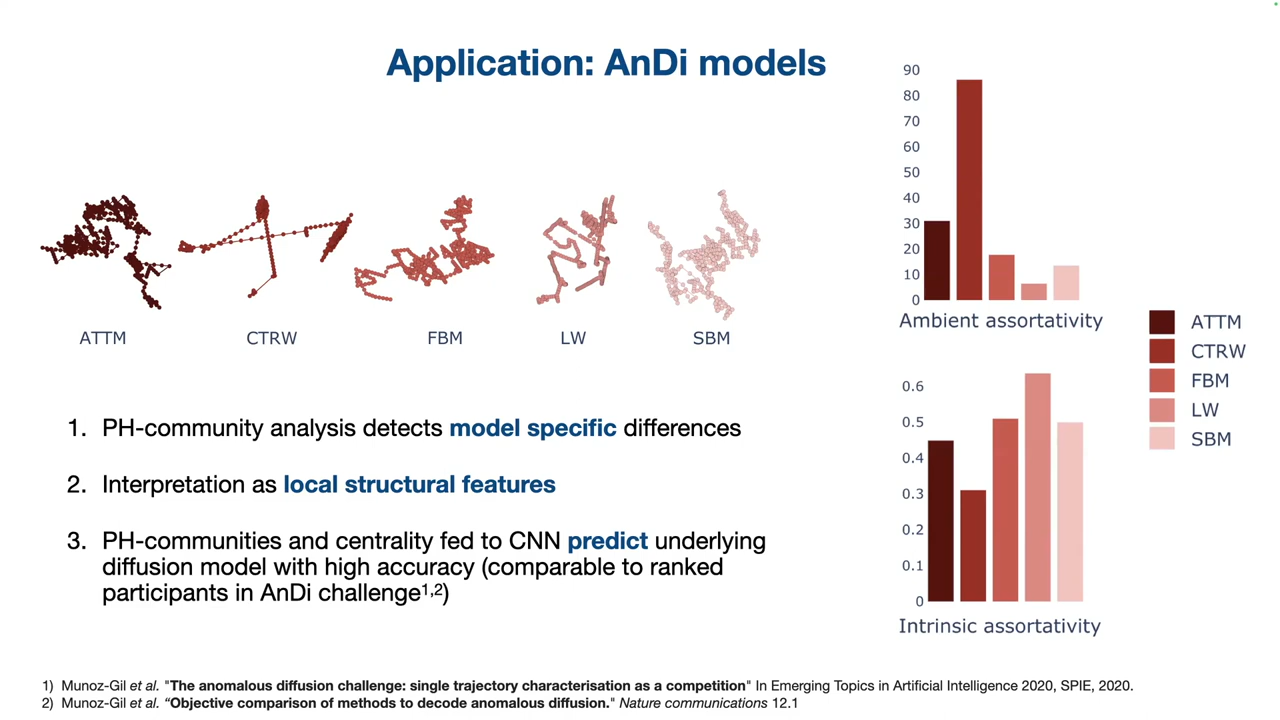 Application: AnDi models
ATTM
CTRW
FBM
LW
SBM
1. PH-community analysis detects model specific differences
2. Interpretation as local structural features
3. PH-communities and centrality fed to CNN predict underlying
diffusion model with high accuracy (comparable to ranked
participants in AnDi challenge¹,²)
90
80
70
60
50
40
30
20
10
0
Ambient assortativity
0.6
0.5
0.4
0.3
0.2
0.1
0
Intrinsic assortativity
ATTM
CTRW
FBM
LW
SBM
1) Munoz-Gil et al. "The anomalous diffusion challenge: single trajectory characterisation as a competition" In Emerging Topics in Artificial Intelligence 2020, SPIE, 2020.
2) Munoz-Gil et al. “Objective comparison of methods to decode anomalous diffusion." Nature communications 12.1